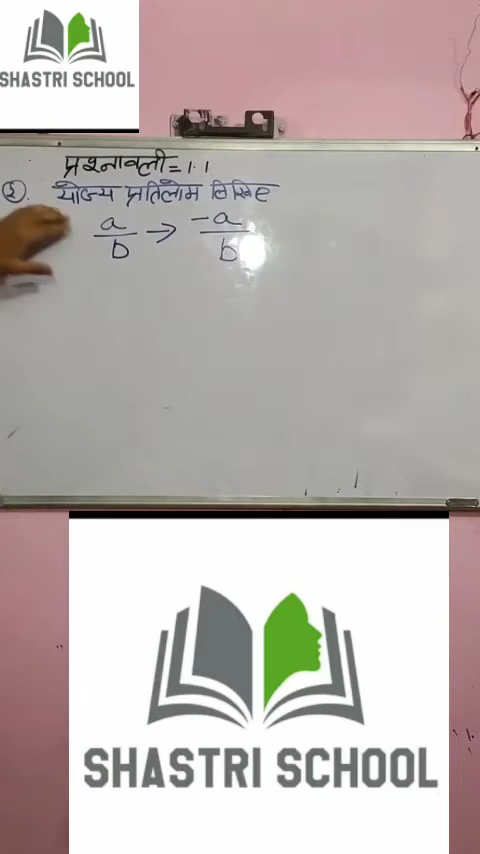 SHASTRI SCHOOL
प्रश्नावली = 1.1
2. योज्य प्रतिलोम लिखिए
a/b → -a/b
SHASTRI SCHOOL